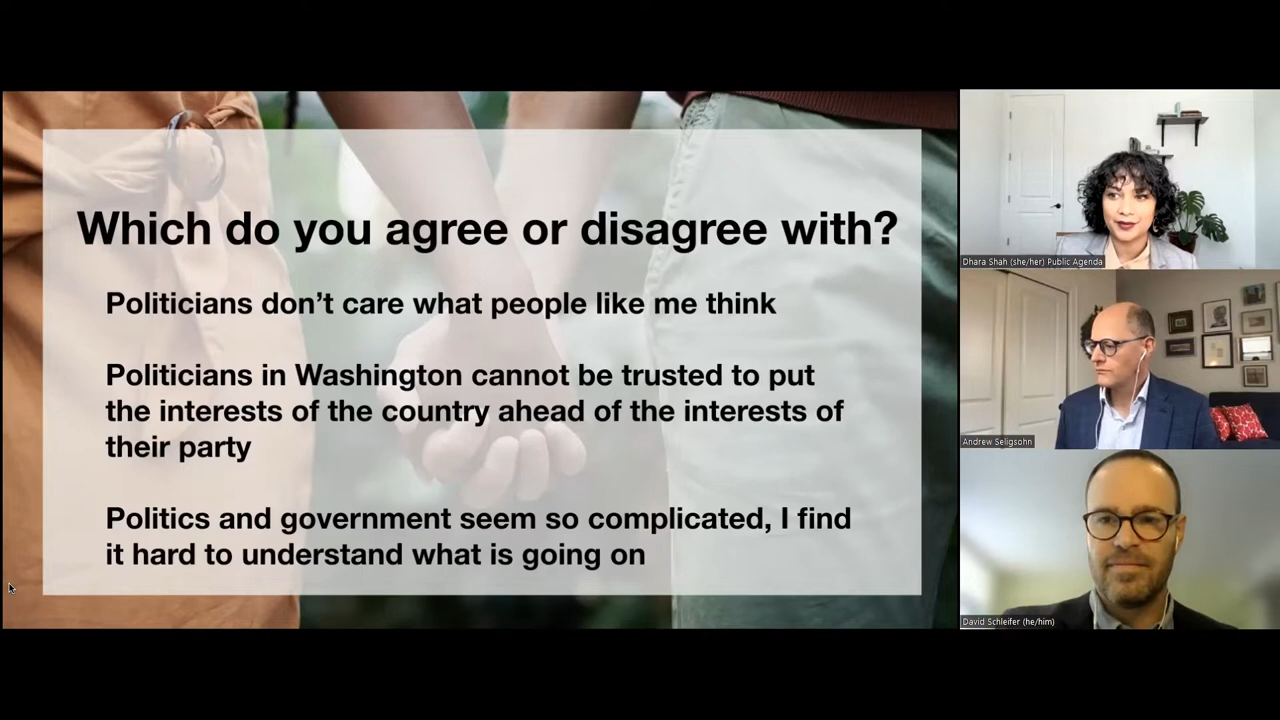 Which do you agree or disagree with?
Politicians don’t care what people like me think
Politicians in Washington cannot be trusted to put
the interests of the country ahead of the interests of
their party
Politics and government seem so complicated, I find
it hard to understand what is going on
Dhara Shah (she/her) Public Agenda
Andrew Seligsohn
David Schleifer (he/him)